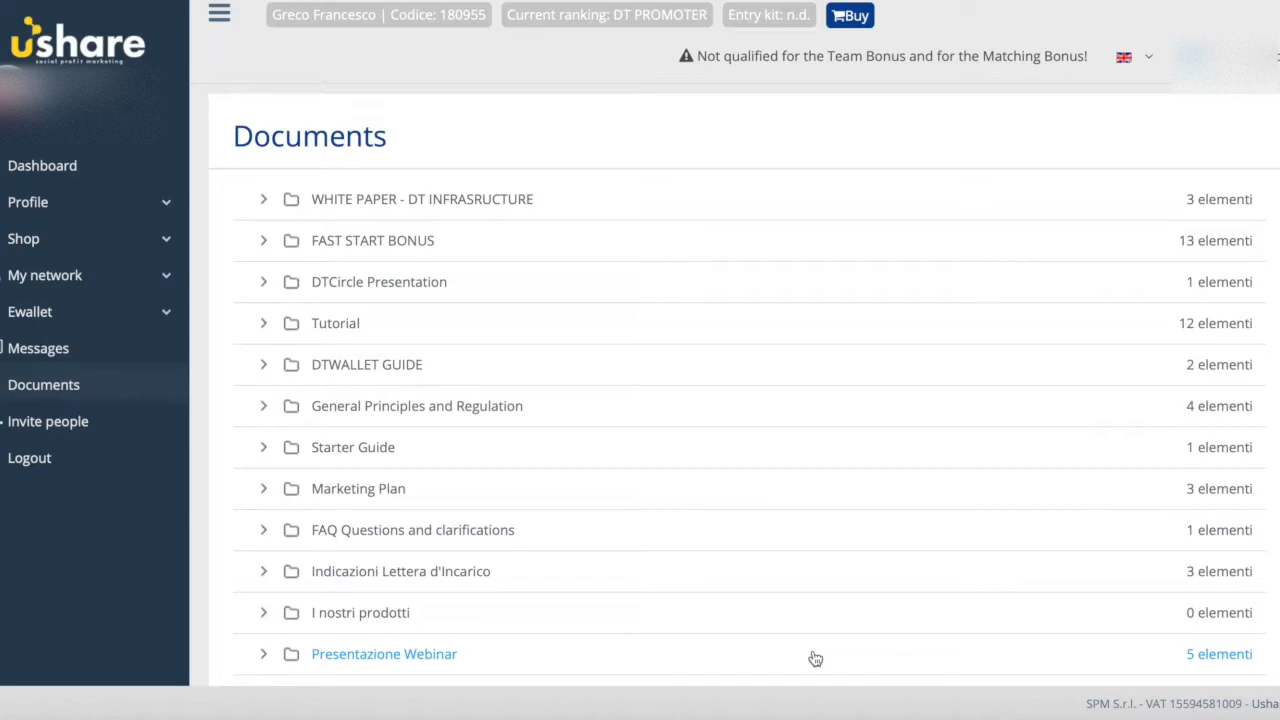 ushare
social profit marketing
Greco Francesco | Codice: 180955
Current ranking: DT PROMOTER
Entry kit: n.d.
Buy
Not qualified for the Team Bonus and for the Matching Bonus!
Dashboard
Profile
Shop
My network
Ewallet
Messages
Documents
Invite people
Logout
Documents
WHITE PAPER - DT INFRASRUCTURE 3 elementi
FAST START BONUS 13 elementi
DTCircle Presentation 1 elementi
Tutorial 12 elementi
DTWALLET GUIDE 2 elementi
General Principles and Regulation 4 elementi
Starter Guide 1 elementi
Marketing Plan 3 elementi
FAQ Questions and clarifications 1 elementi
Indicazioni Lettera d'Incarico 3 elementi
I nostri prodotti 0 elementi
Presentazione Webinar 5 elementi
SPM S.r.l. - VAT 15594581009 - Usha